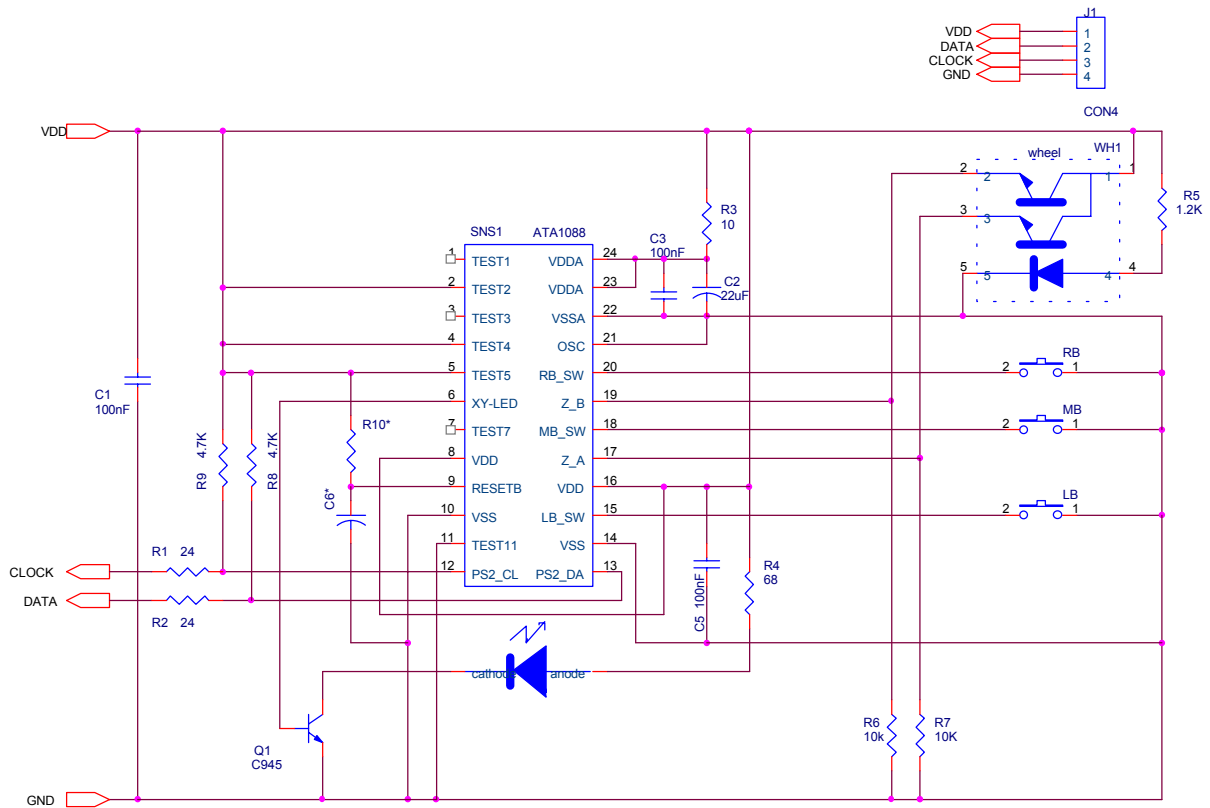 J1
VDD 1
DATA 2
CLOCK 3
GND 4
CON4
VDD
wheel WH1
2 2 1 1
3 3
5 5 4 4
R5
1.2K
R3
10
SNS1 ATA1088
C3
100nF
C2
22uF
1 TEST1 VDDA 24
2 TEST2 VDDA 23
3 TEST3 VSSA 22
4 TEST4 OSC 21
5 TEST5 RB_SW 20
6 XY-LED Z_B 19
7 TEST7 MB_SW 18
8 VDD Z_A 17
9 RESETB VDD 16
10 VSS LB_SW 15
11 TEST11 VSS 14
12 PS2_CL PS2_DA 13
RB
2 1
MB
2 1
LB
2 1
C1
100nF
R9 4.7K
R8 4.7K
R10*
C6*
R1 24
CLOCK
DATA
R2 24
C5 100nF
R4
68
cathode anode
Q1
C945
R6
10k
R7
10K
GND